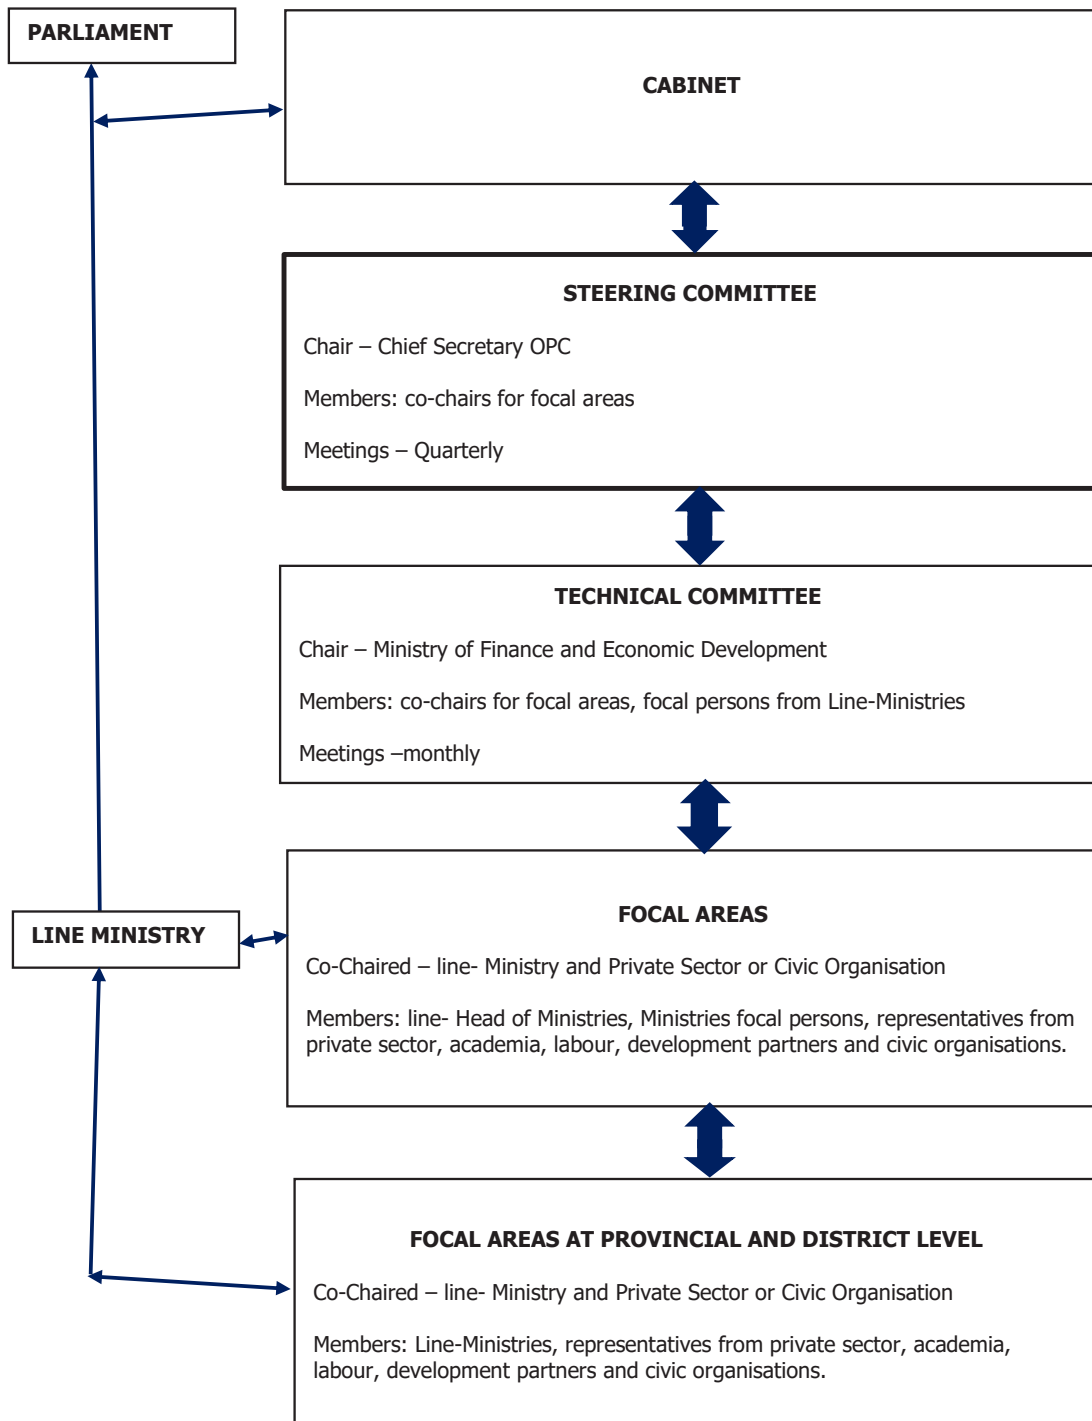 PARLIAMENT
CABINET
STEERING COMMITTEE
Chair – Chief Secretary OPC
Members: co-chairs for focal areas
Meetings – Quarterly
TECHNICAL COMMITTEE
Chair – Ministry of Finance and Economic Development
Members: co-chairs for focal areas, focal persons from Line-Ministries
Meetings –monthly
LINE MINISTRY
FOCAL AREAS
Co-Chaired – line- Ministry and Private Sector or Civic Organisation
Members: line- Head of Ministries, Ministries focal persons, representatives from
private sector, academia, labour, development partners and civic organisations.
FOCAL AREAS AT PROVINCIAL AND DISTRICT LEVEL
Co-Chaired – line- Ministry and Private Sector or Civic Organisation
Members: Line-Ministries, representatives from private sector, academia,
labour, development partners and civic organisations.